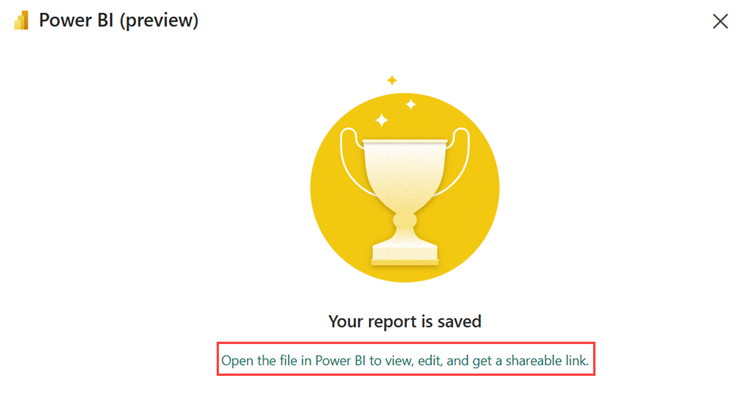 Power BI (preview)
Your report is saved
Open the file in Power BI to view, edit, and get a shareable link.